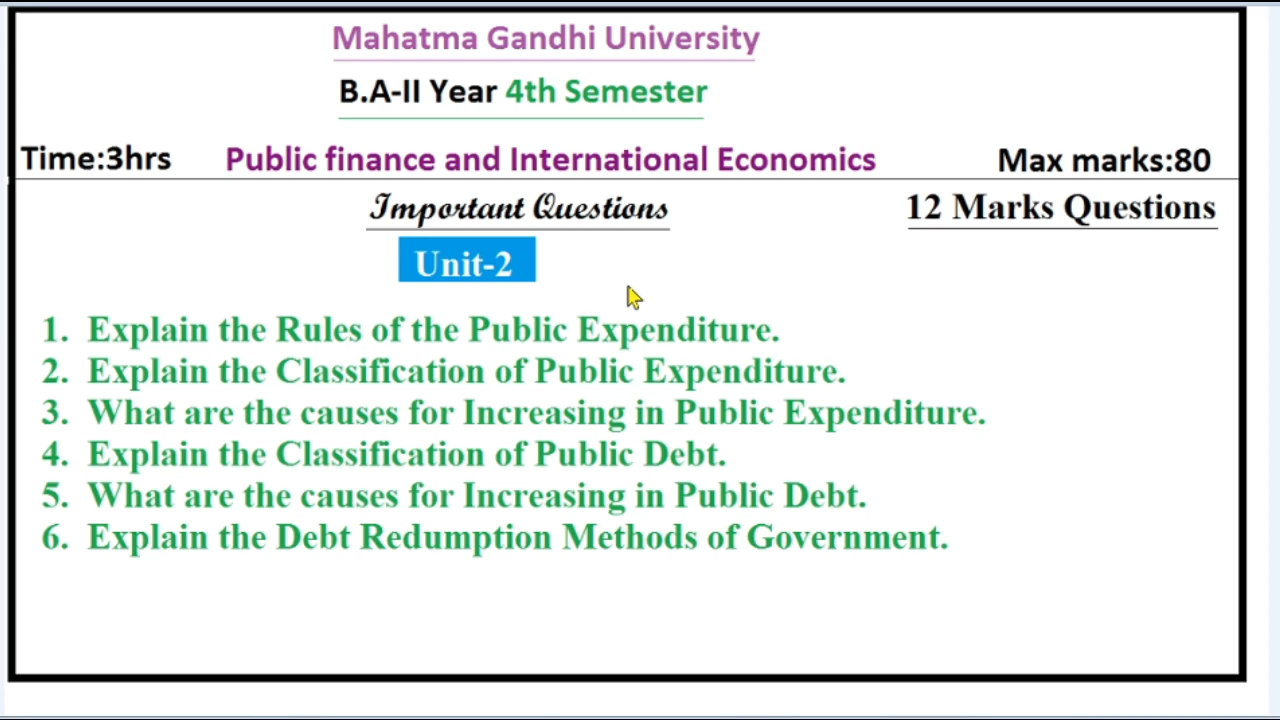 Mahatma Gandhi University
B.A-II Year 4th Semester
Time:3hrs Public finance and International Economics Max marks:80
Important Questions 12 Marks Questions
Unit-2
1. Explain the Rules of the Public Expenditure.
2. Explain the Classification of Public Expenditure.
3. What are the causes for Increasing in Public Expenditure.
4. Explain the Classification of Public Debt.
5. What are the causes for Increasing in Public Debt.
6. Explain the Debt Redumption Methods of Government.